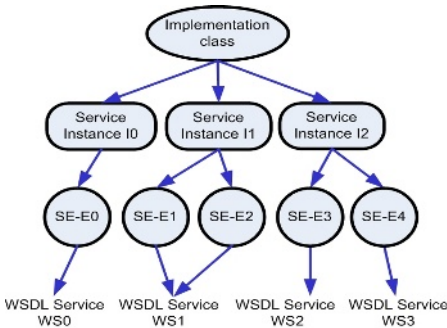 Implementation
class
Service
Instance I0
Service
Instance I1
Service
Instance I2
SE-E0
SE-E1
SE-E2
SE-E3
SE-E4
WSDL Service
WS0
WSDL Service
WS1
WSDL Service
WS2
WSDL Service
WS3